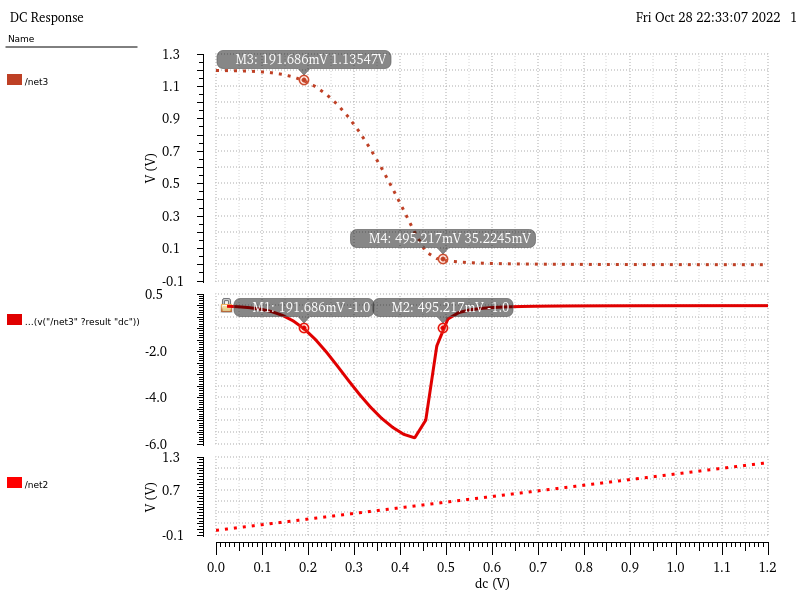 DC Response
Fri Oct 28 22:33:07 2022 1
Name
/net3
1.3
1.1
0.9
0.7
0.5
0.3
0.1
-0.1
V (V)
M3: 191.686mV 1.13547V
M4: 495.217mV 35.2245mV
...(v("/net3" ?result "dc"))
0.5
-2.0
-4.0
-6.0
M1: 191.686mV -1.0
M2: 495.217mV -1.0
/net2
1.3
0.7
-0.1
V (V)
0.0 0.1 0.2 0.3 0.4 0.5 0.6 0.7 0.8 0.9 1.0 1.1 1.2
dc (V)